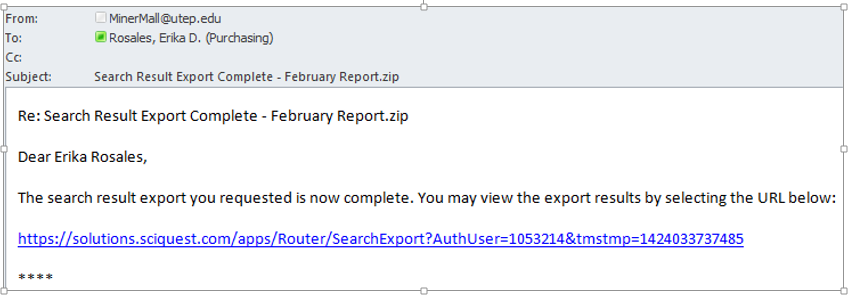 From: MinerMall@utep.edu
To: Rosales, Erika D. (Purchasing)
Cc:
Subject: Search Result Export Complete - February Report.zip
Re: Search Result Export Complete - February Report.zip
Dear Erika Rosales,
The search result export you requested is now complete. You may view the export results by selecting the URL below:
https://solutions.sciquest.com/apps/Router/SearchExport?AuthUser=1053214&tmstmp=1424033737485
****